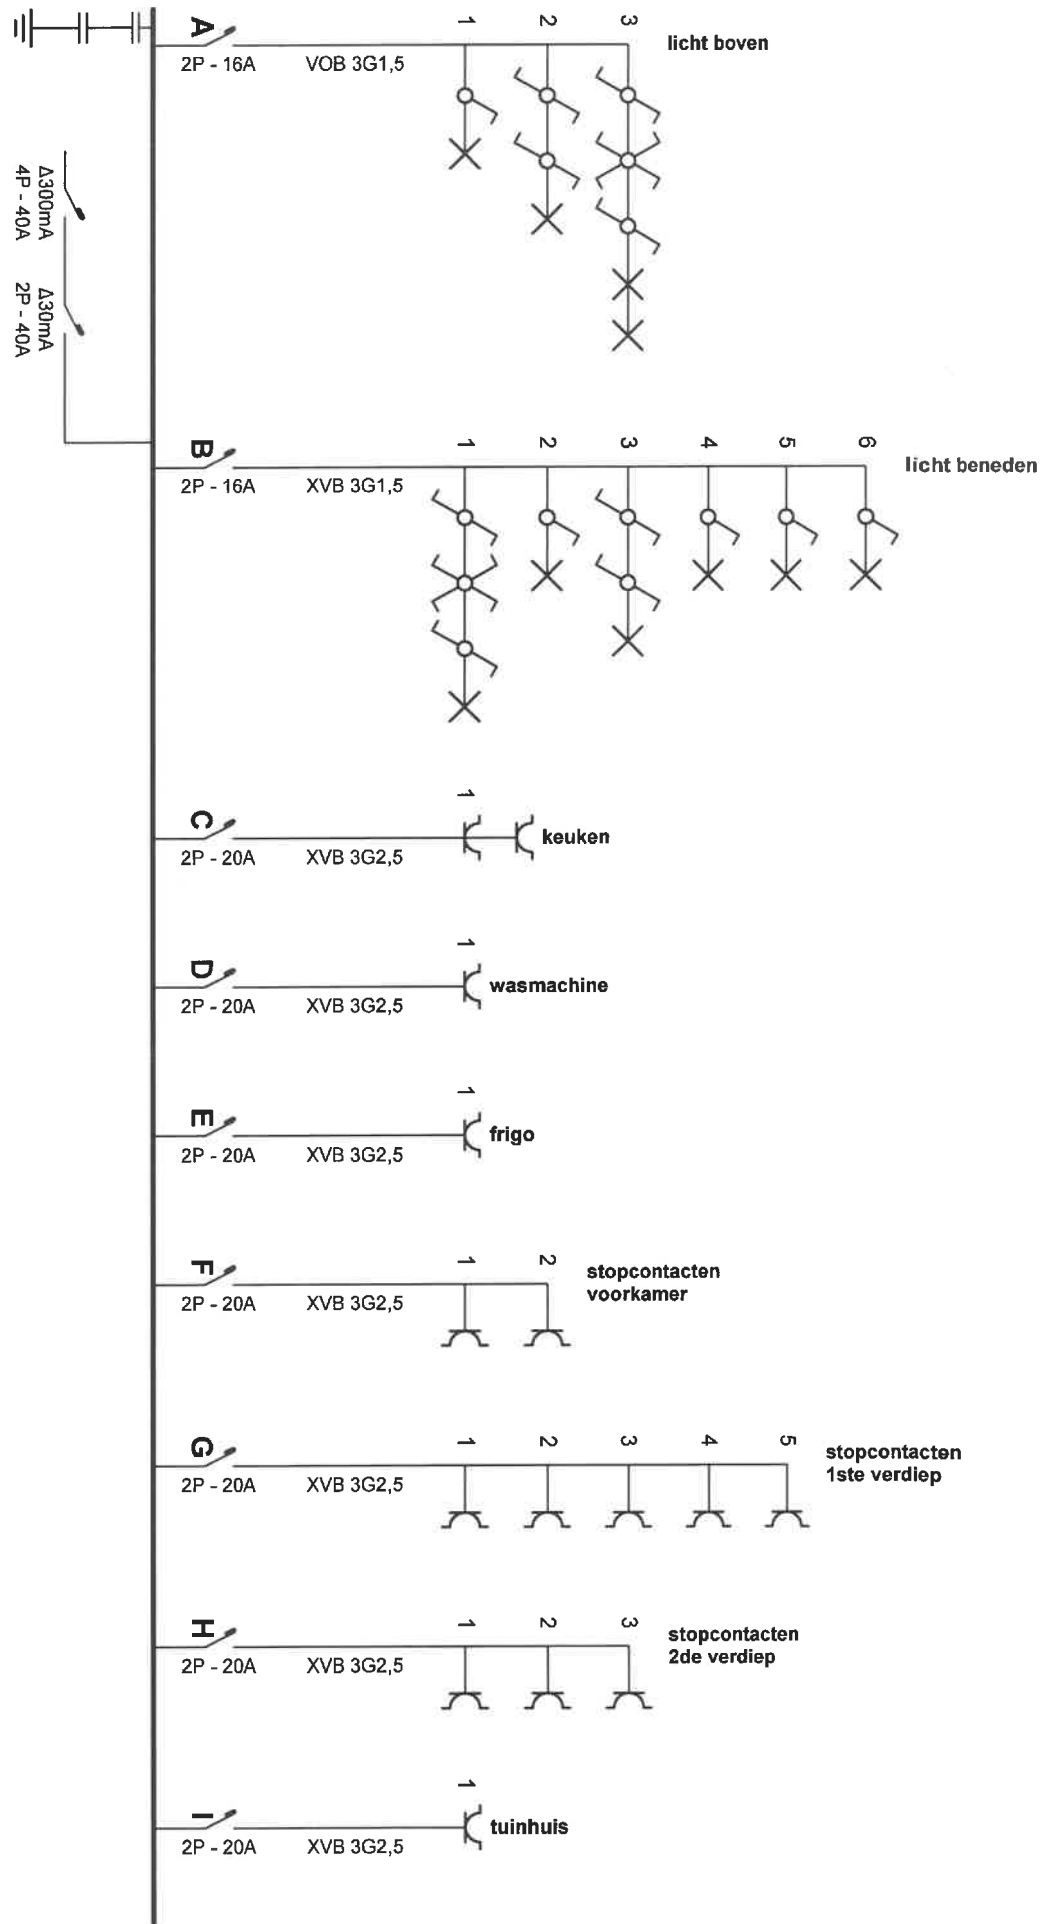 A
2P - 16A
VOB 3G1,5
1
2
3
licht boven
Δ300mA
4P - 40A
Δ30mA
2P - 40A
B
2P - 16A
XVB 3G1,5
1
2
3
4
5
6
licht beneden
C
2P - 20A
XVB 3G2,5
1
keuken
D
2P - 20A
XVB 3G2,5
1
wasmachine
E
2P - 20A
XVB 3G2,5
1
frigo
F
2P - 20A
XVB 3G2,5
1
2
stopcontacten
voorkamer
G
2P - 20A
XVB 3G2,5
1
2
3
4
5
stopcontacten
1ste verdiep
H
2P - 20A
XVB 3G2,5
1
2
3
stopcontacten
2de verdiep
I
2P - 20A
XVB 3G2,5
1
tuinhuis